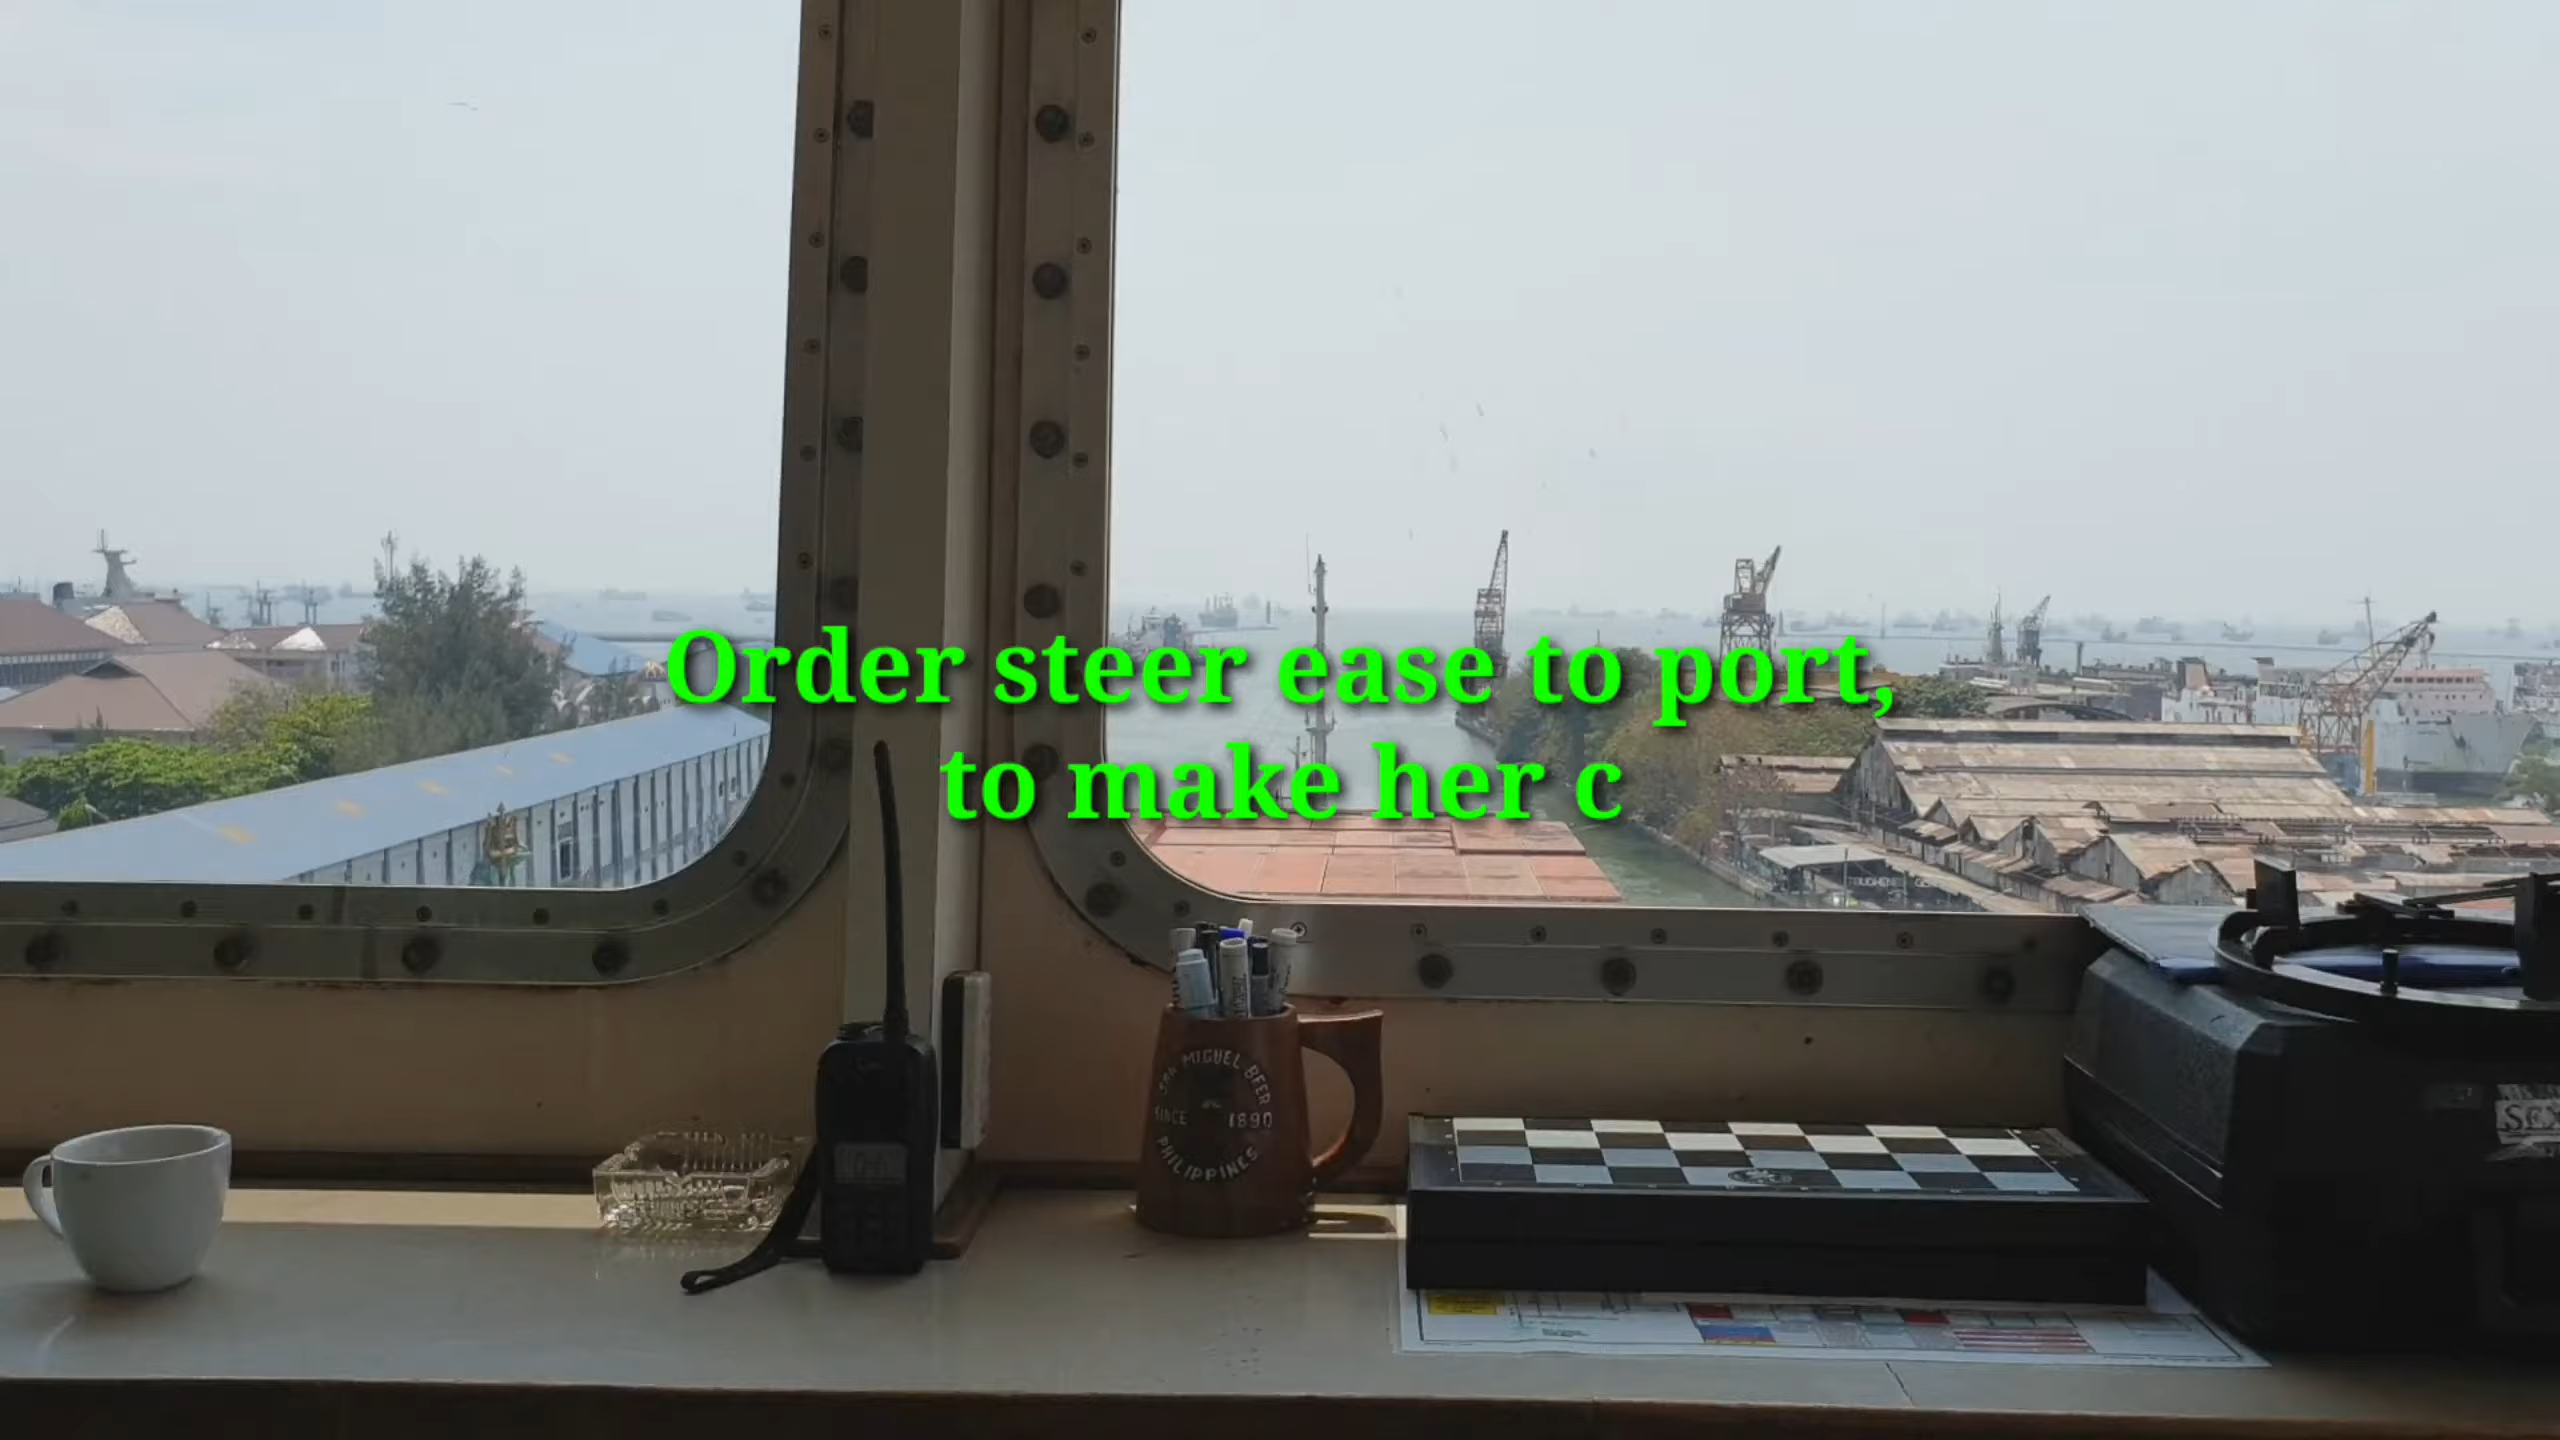 Order steer ease to port,
to make her c
SAN MIGUEL BEER
SINCE 1890
PHILIPPINES